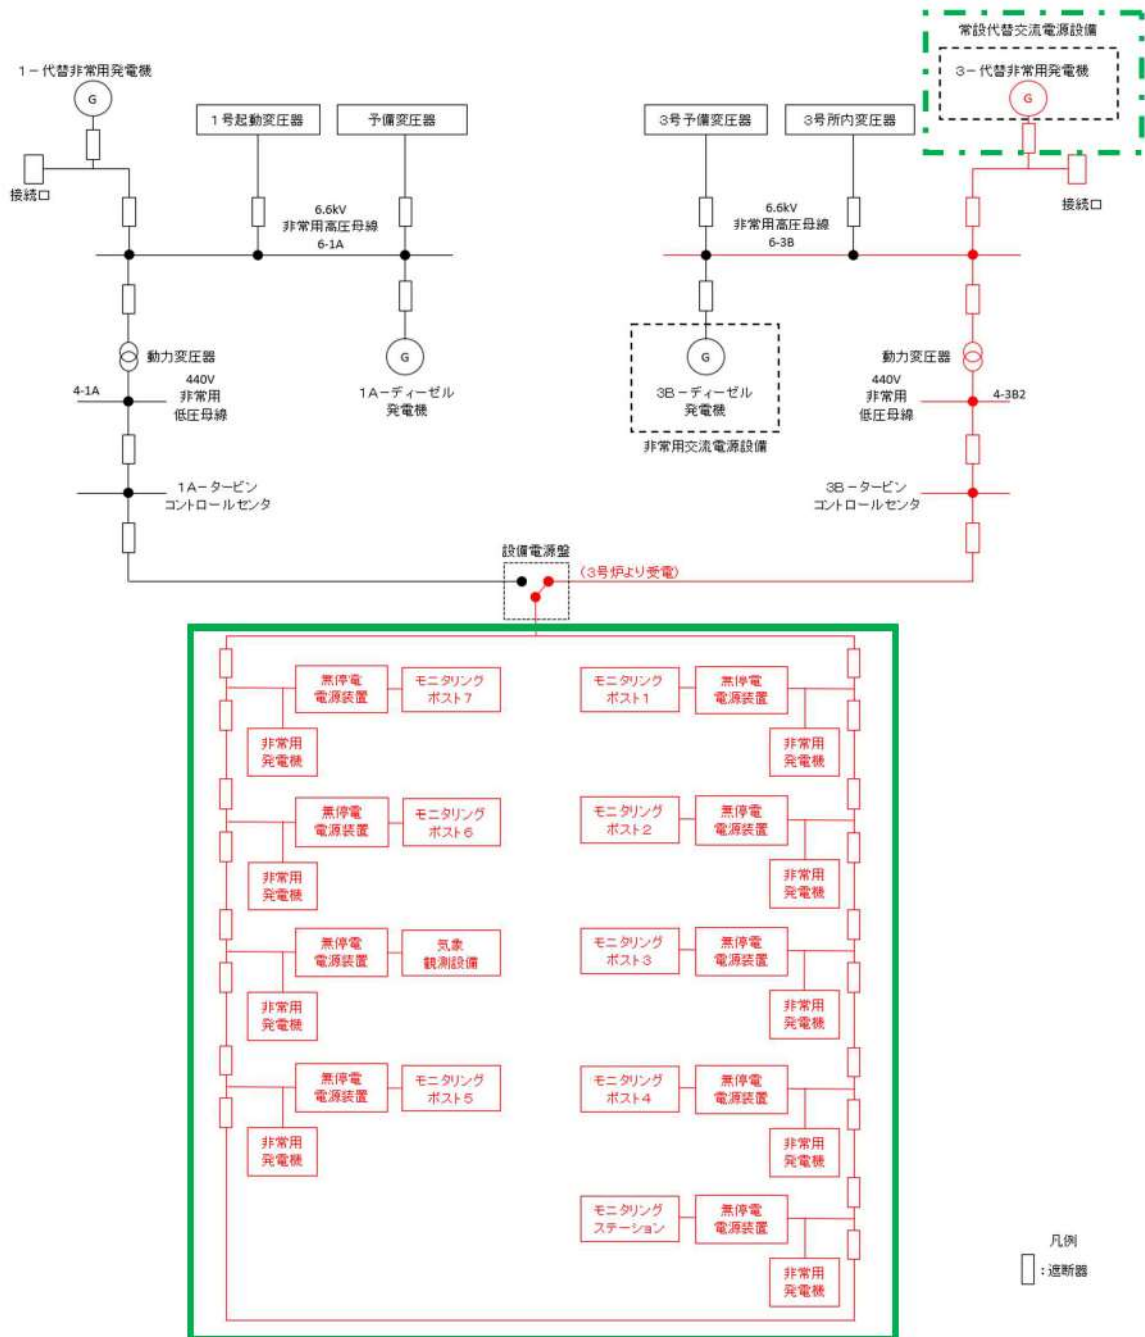 常設代替交流電源設備
1－代替非常用発電機
G
3－代替非常用発電機
G
1号起動変圧器
予備変圧器
3号予備変圧器
3号所内変圧器
接続口
接続口
6.6kV
非常用高圧母線
6-1A
6.6kV
非常用高圧母線
6-3B
動力変圧器
G
1A－ディーゼル
発電機
4-1A
440V
非常用
低圧母線
G
3B－ディーゼル
発電機
非常用交流電源設備
動力変圧器
440V
非常用
低圧母線
4-3B2
1A－タービン
コントロールセンタ
3B－タービン
コントロールセンタ
設備電源盤
(3号炉より受電)
無停電
電源装置
モニタリング
ポスト7
非常用
発電機
モニタリング
ポスト1
無停電
電源装置
非常用
発電機
無停電
電源装置
モニタリング
ポスト6
非常用
発電機
モニタリング
ポスト2
無停電
電源装置
非常用
発電機
無停電
電源装置
気象
観測設備
非常用
発電機
モニタリング
ポスト3
無停電
電源装置
非常用
発電機
無停電
電源装置
モニタリング
ポスト5
非常用
発電機
モニタリング
ポスト4
無停電
電源装置
非常用
発電機
モニタリング
ステーション
無停電
電源装置
非常用
発電機
凡例
：遮断器